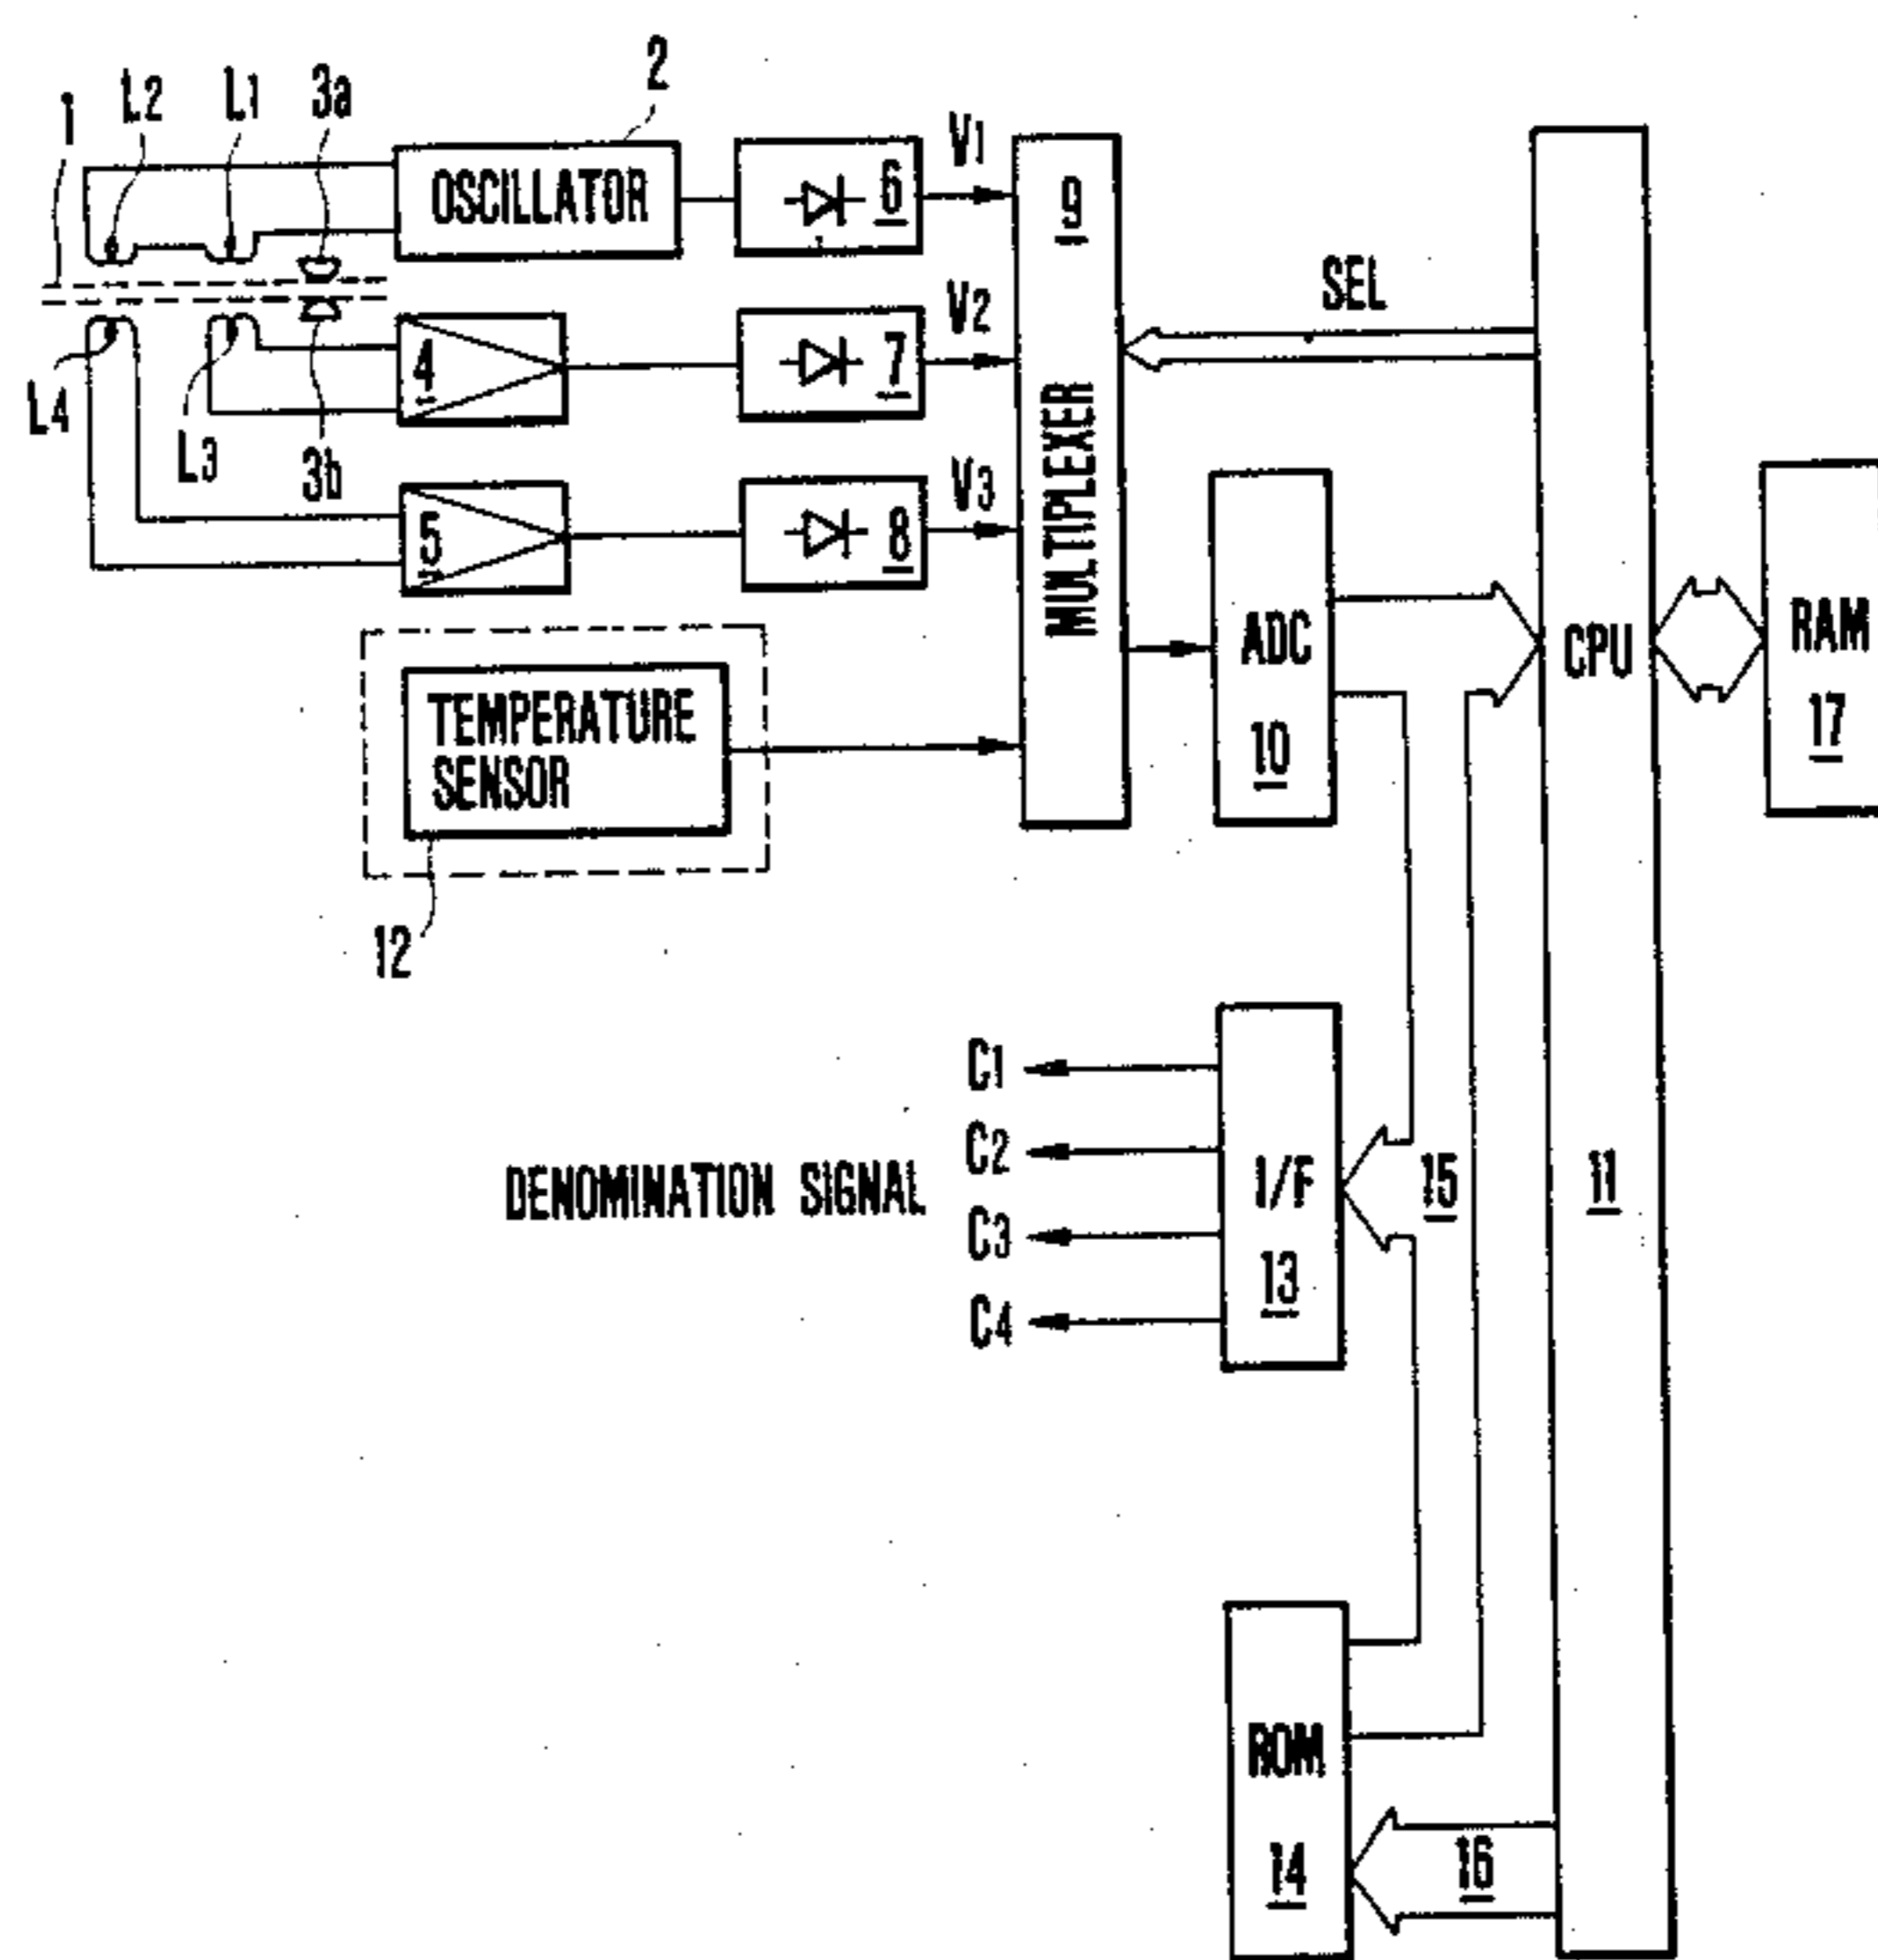 1
L2
L1
3a
2
OSCILLATOR
6
V1
9
MULTIPLEXER
SEL
4
7
V2
L4
L3
3b
5
8
V3
TEMPERATURE
SENSOR
12
ADC
10
CPU
11
RAM
17
DENOMINATION SIGNAL
C1
C2
C3
C4
I/F
13
15
ROM
14
16